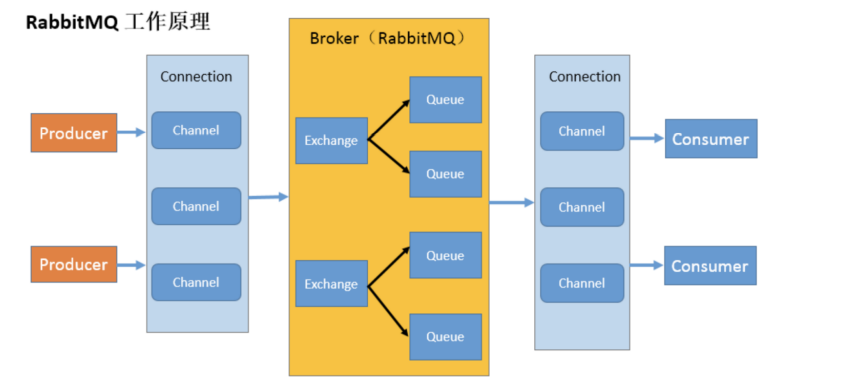 RabbitMQ 工作原理
Broker（RabbitMQ）
Connection
Channel
Channel
Channel
Producer
Producer
Exchange
Queue
Queue
Exchange
Queue
Queue
Connection
Channel
Channel
Channel
Consumer
Consumer